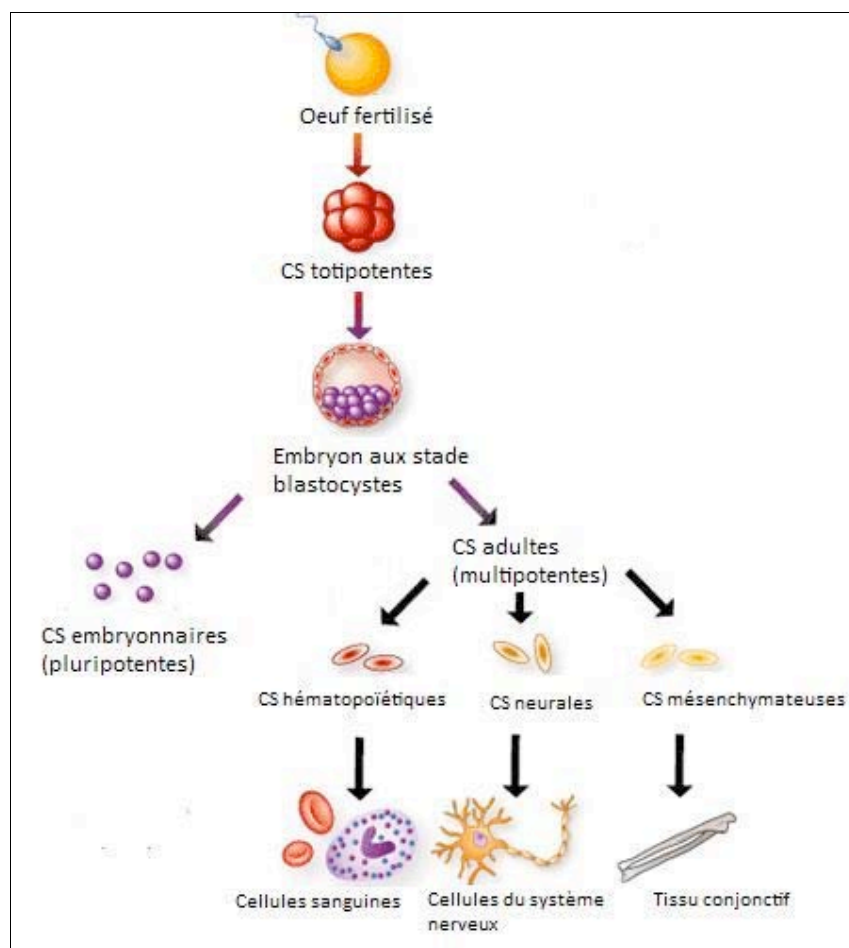 Oeuf fertilisé
CS totipotentes
Embryon aux stade
blastocystes
CS embryonnaires
(pluripotentes)
CS adultes
(multipotentes)
CS hématopoïétiques
CS neurales
CS mésenchymateuses
Cellules sanguines
Cellules du système
nerveux
Tissu conjonctif